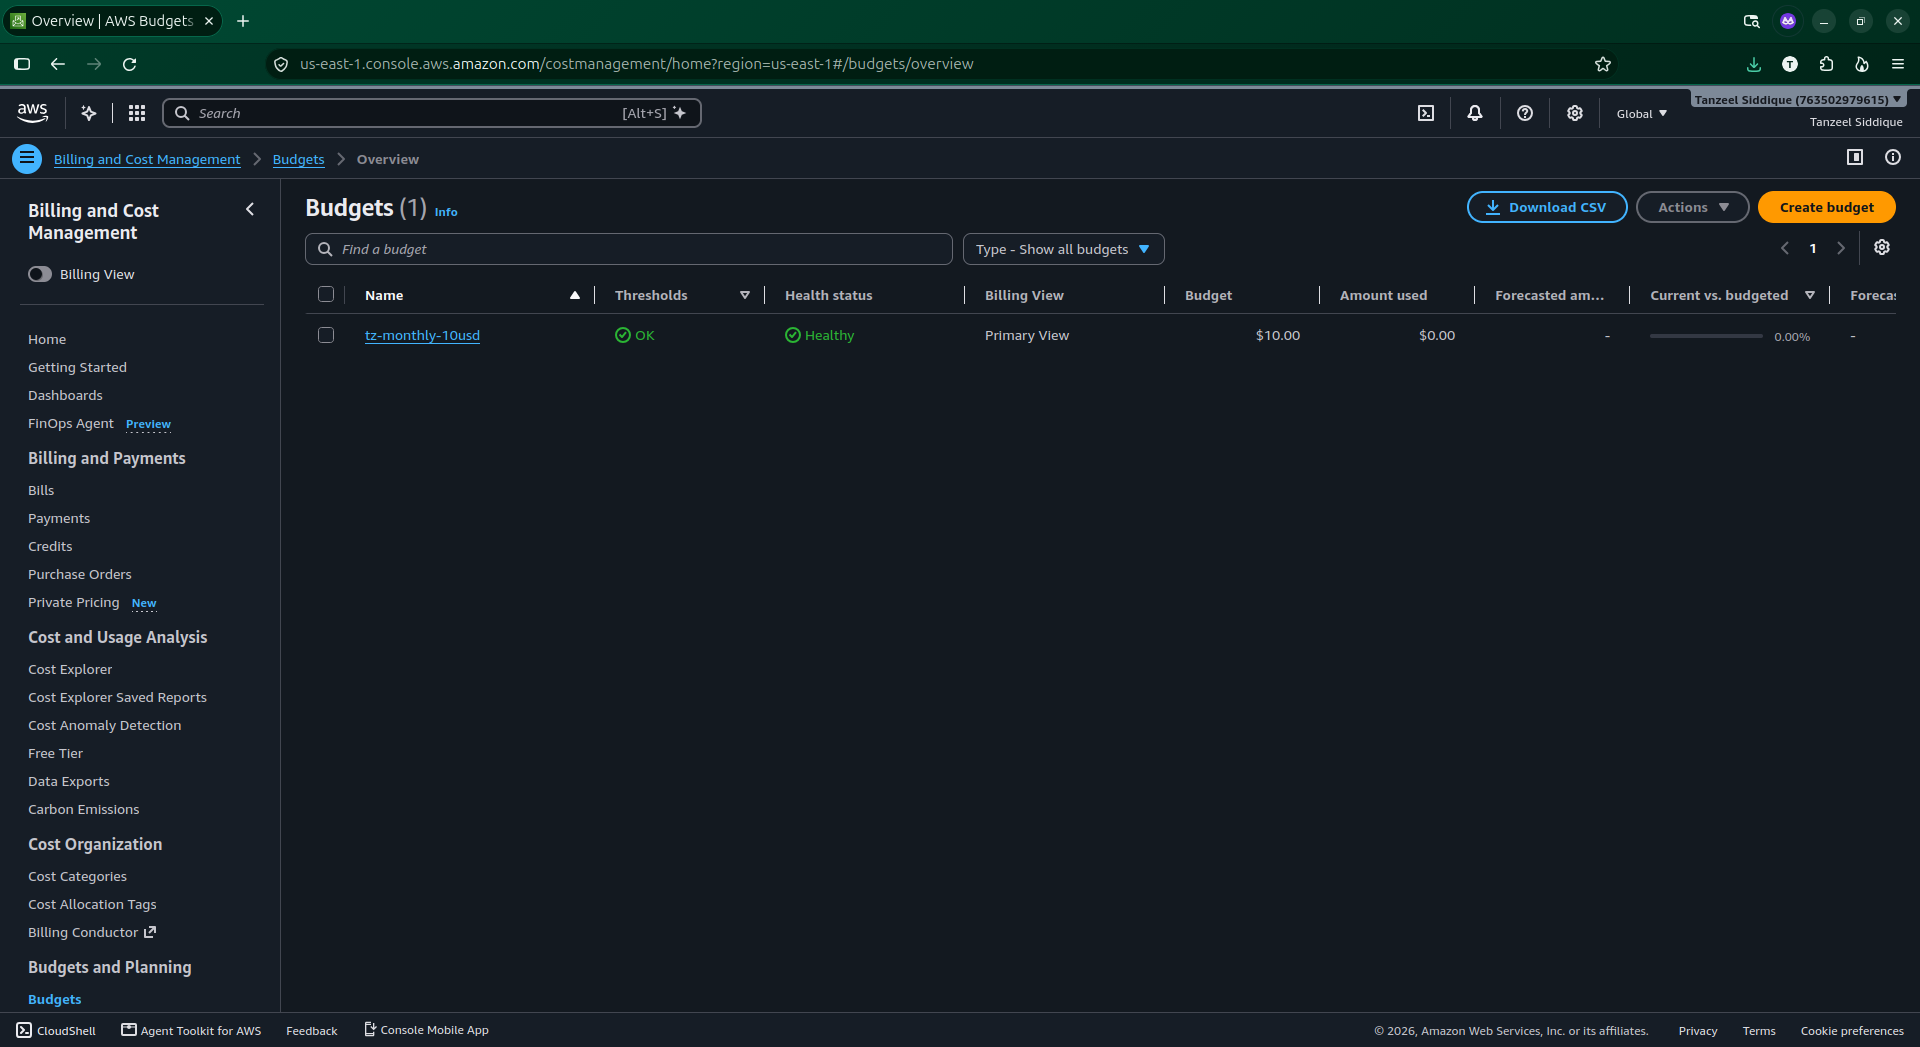 Overview | AWS Budgets
us-east-1.console.aws.amazon.com/costmanagement/home?region=us-east-1#/budgets/overview
T
aws
Search
[Alt+S]
Global
Tanzeel Siddique (763502979615)
Tanzeel Siddique
Billing and Cost Management
Budgets
Overview
Billing and Cost
Management
Billing View
Home
Getting Started
Dashboards
FinOps Agent Preview
Billing and Payments
Bills
Payments
Credits
Purchase Orders
Private Pricing New
Cost and Usage Analysis
Cost Explorer
Cost Explorer Saved Reports
Cost Anomaly Detection
Free Tier
Data Exports
Carbon Emissions
Cost Organization
Cost Categories
Cost Allocation Tags
Billing Conductor
Budgets and Planning
Budgets
Budgets (1) Info
Download CSV
Actions
Create budget
Find a budget
Type - Show all budgets
1
Name Thresholds Health status Billing View Budget Amount used Forecasted am... Current vs. budgeted Forecas
tz-monthly-10usd OK Healthy Primary View $10.00 $0.00 - 0.00% -
CloudShell
Agent Toolkit for AWS
Feedback
Console Mobile App
© 2026, Amazon Web Services, Inc. or its affiliates.
Privacy
Terms
Cookie preferences